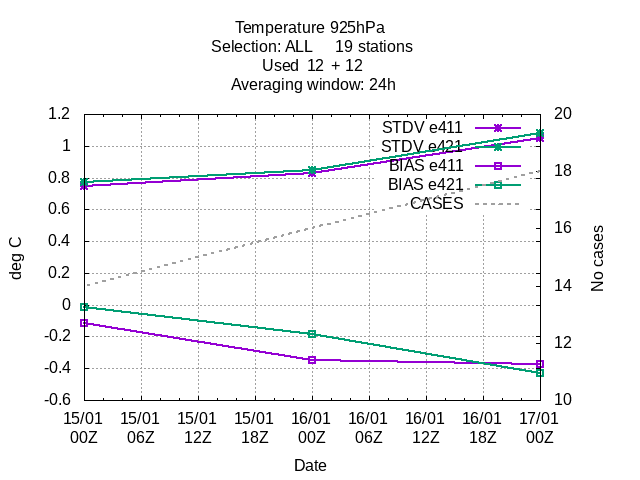 Temperature 925hPa
Selection: ALL 19 stations
Used 12 + 12
Averaging window: 24h
STDV e411
STDV e421
BIAS e411
BIAS e421
CASES
deg C
No cases
1.2
1
0.8
0.6
0.4
0.2
0
-0.2
-0.4
-0.6
20
18
16
14
12
10
15/01 15/01 15/01 15/01 16/01 16/01 16/01 16/01 17/01
00Z 06Z 12Z 18Z 00Z 06Z 12Z 18Z 00Z
Date